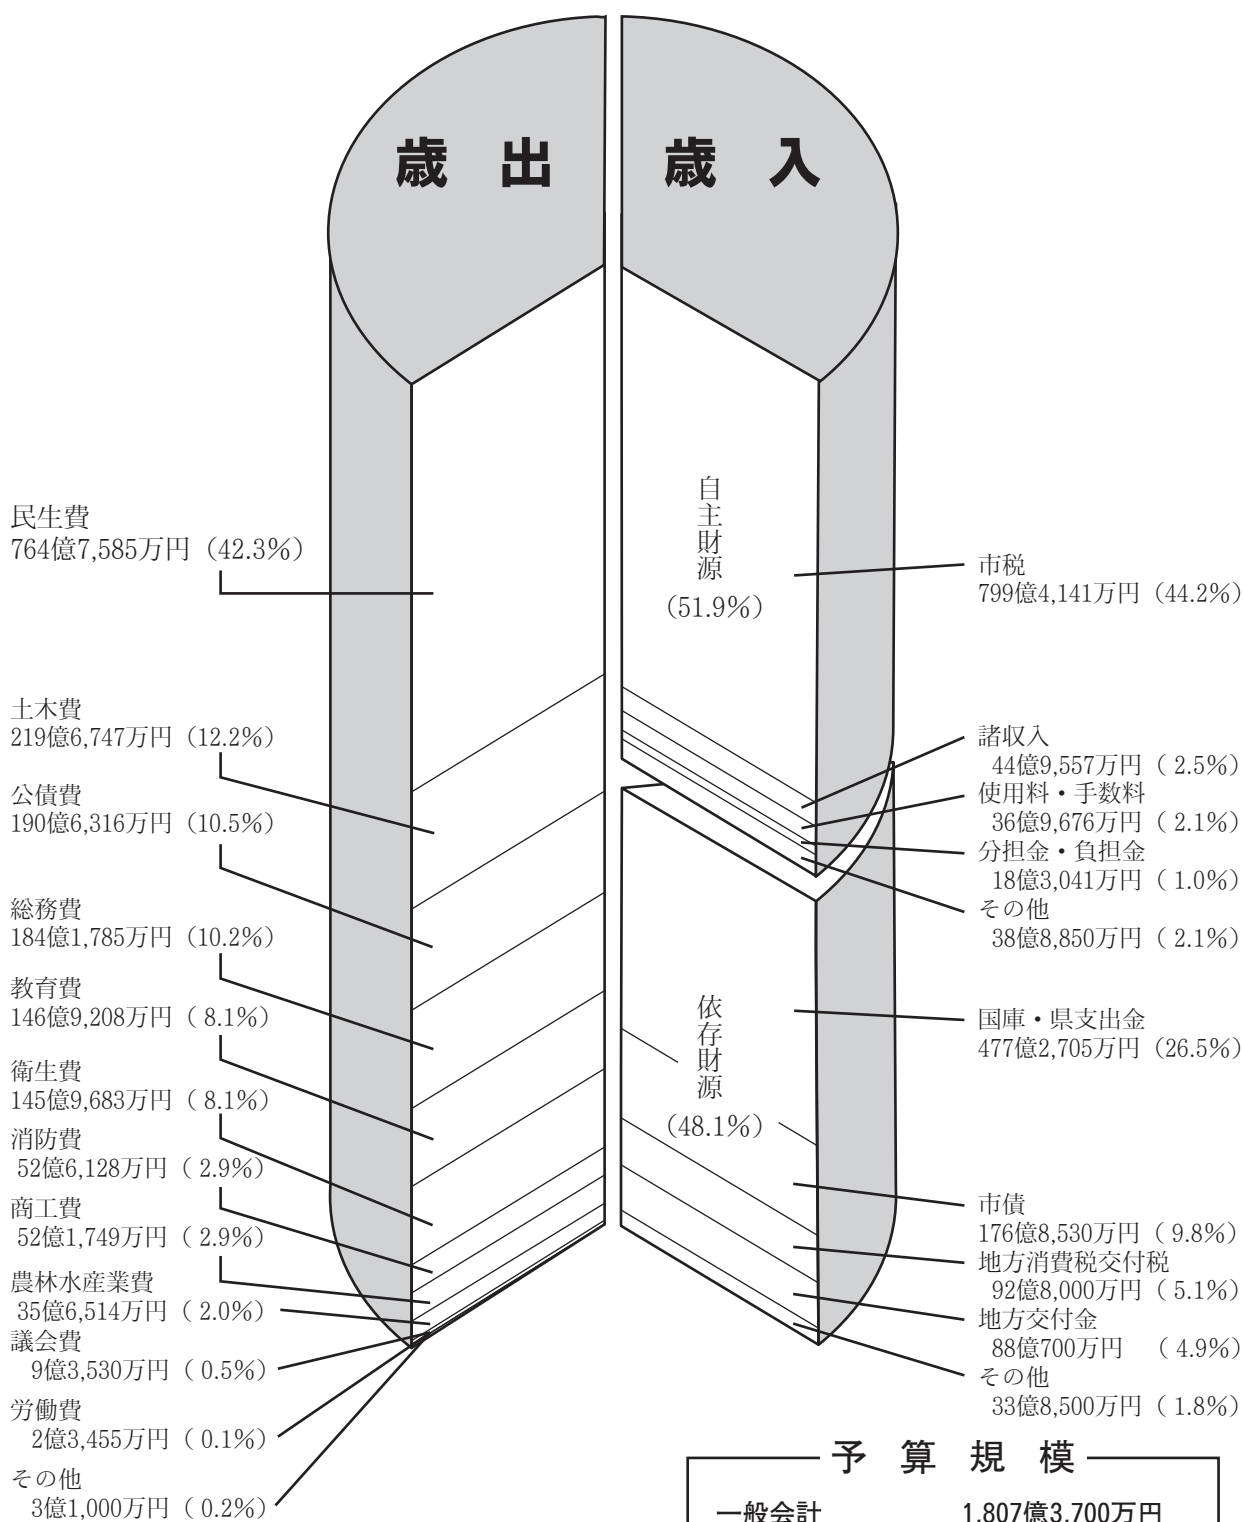 歳出
歳入
民生費
764億7,585万円（42.3％）
土木費
219億6,747万円（12.2％）
公債費
190億6,316万円（10.5％）
総務費
184億1,785万円（10.2％）
教育費
146億9,208万円（ 8.1％）
衛生費
145億9,683万円（ 8.1％）
消防費
52億6,128万円（ 2.9％）
商工費
52億1,749万円（ 2.9％）
農林水産業費
35億6,514万円（ 2.0％）
議会費
9億3,530万円（ 0.5％）
労働費
2億3,455万円（ 0.1％）
その他
3億1,000万円（ 0.2％）
自主財源
（51.9％）
市税
799億4,141万円（44.2％）
諸収入
44億9,557万円（ 2.5％）
使用料・手数料
36億9,676万円（ 2.1％）
分担金・負担金
18億3,041万円（ 1.0％）
その他
38億8,850万円（ 2.1％）
依存財源
（48.1％）
国庫・県支出金
477億2,705万円（26.5％）
市債
176億8,530万円（ 9.8％）
地方消費税交付税
92億8,000万円（ 5.1％）
地方交付金
88億700万円　（ 4.9％）
その他
33億8,500万円（ 1.8％）
予算規模
一般会計　1,807億3,700万円